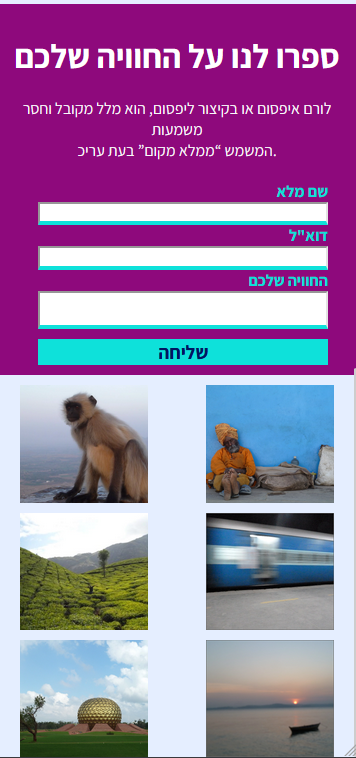 ספרו לנו על החוויה שלכם
לורם איפסום או בקיצור ליפסום, הוא מלל מקובל וחסר
משמעות
המשמש “ממלא מקום” בעת עריכ.
שם מלא
דוא"ל
החוויה שלכם
שליחה